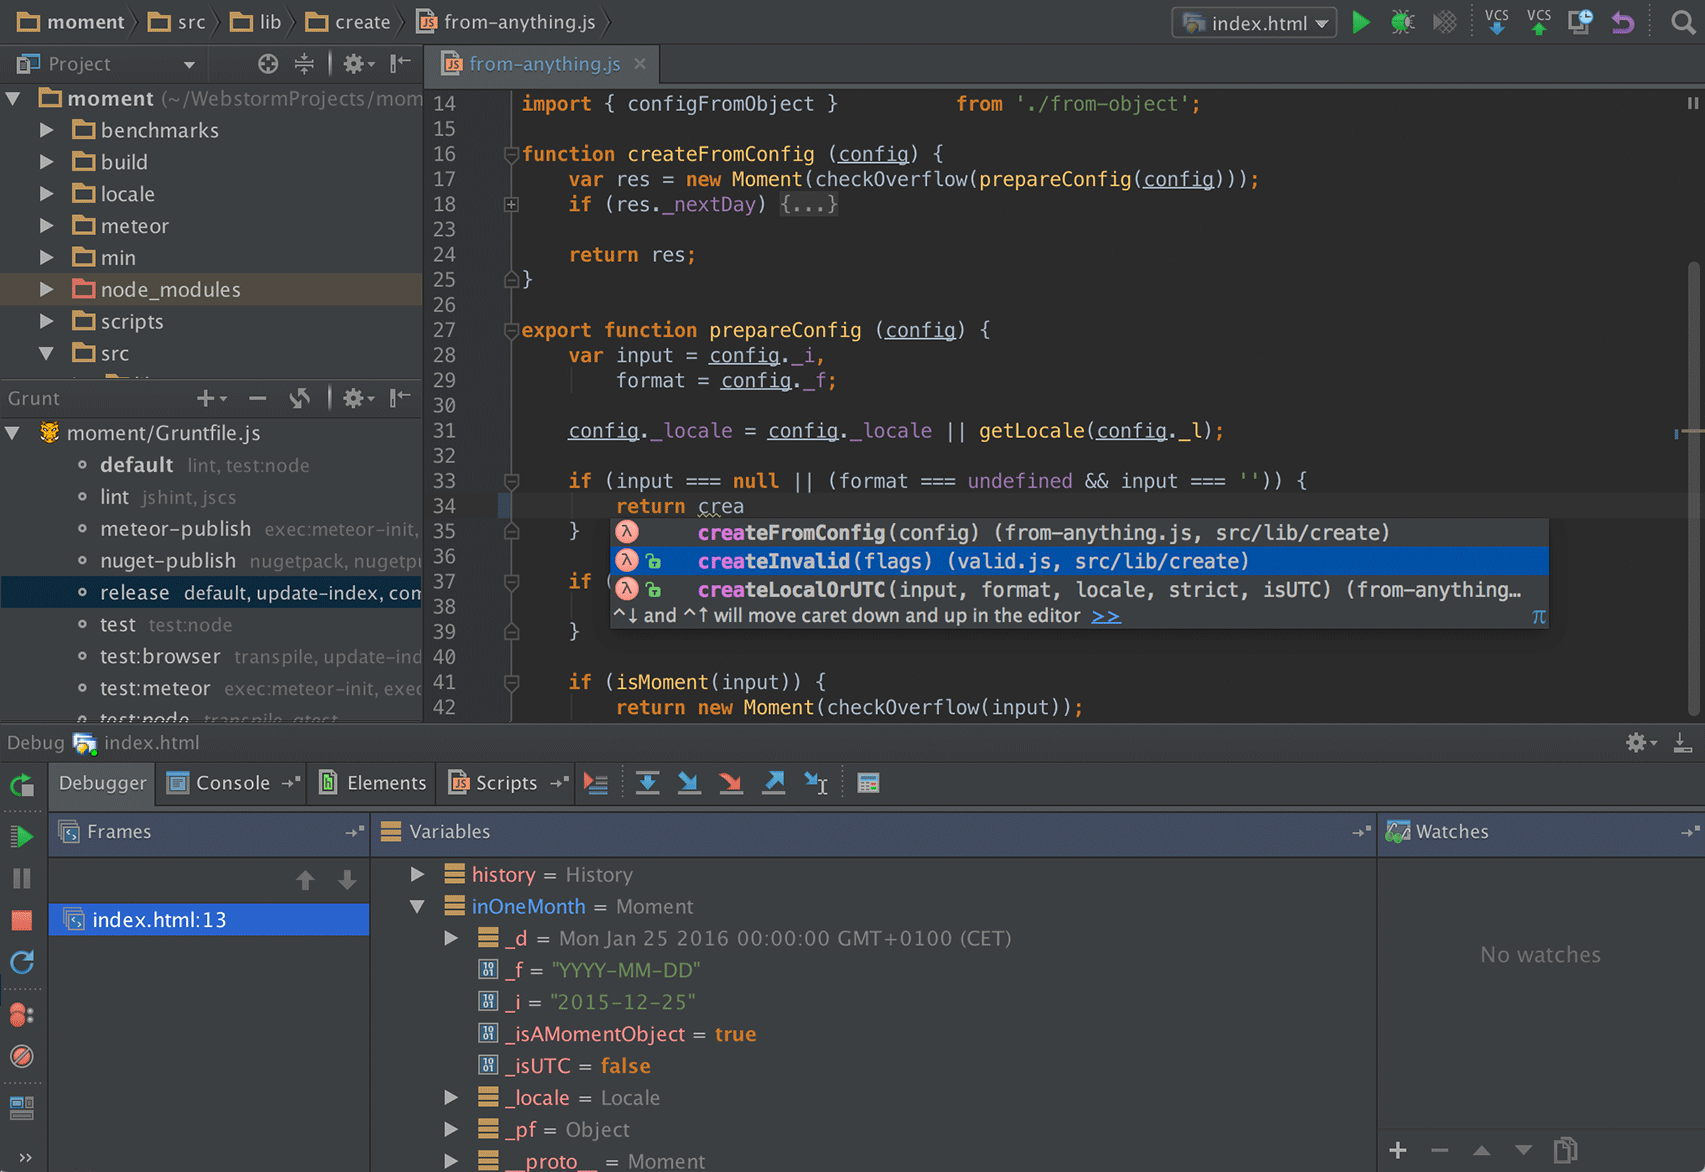 moment src lib create from-anything.js index.html VCS VCS
Project
from-anything.js
moment (~/WebstormProjects/mom
benchmarks
build
locale
meteor
min
node_modules
scripts
src
Grunt
moment/Gruntfile.js
default lint, test:node
lint jshint, jscs
meteor-publish exec:meteor-init,
nuget-publish nugetpack, nugetpu
release default, update-index, com
test test:node
test:browser transpile, update-ind
test:meteor exec:meteor-init, exec
test:node transpile, qtest
14 import { configFromObject } from './from-object';
15
16 function createFromConfig (config) {
17 var res = new Moment(checkOverflow(prepareConfig(config)));
18 if (res._nextDay) {...}
23
24 return res;
25 }
26
27 export function prepareConfig (config) {
28 var input = config._i,
29 format = config._f;
30
31 config._locale = config._locale || getLocale(config._l);
32
33 if (input === null || (format === undefined && input === '')) {
34 return crea
35 }
36
37 if (
38
39 }
40
41 if (isMoment(input)) {
42 return new Moment(checkOverflow(input));
λ createFromConfig(config) (from-anything.js, src/lib/create)
λ createInvalid(flags) (valid.js, src/lib/create)
λ createLocalOrUTC(input, format, locale, strict, isUTC) (from-anything…
^↓ and ^↑ will move caret down and up in the editor >> π
Debug index.html
Debugger Console Elements Scripts
Frames Variables Watches
index.html:13
history = History
inOneMonth = Moment
_d = Mon Jan 25 2016 00:00:00 GMT+0100 (CET)
_f = "YYYY-MM-DD"
_i = "2015-12-25"
_isAMomentObject = true
_isUTC = false
_locale = Locale
_pf = Object
__proto__ = Moment
No watches